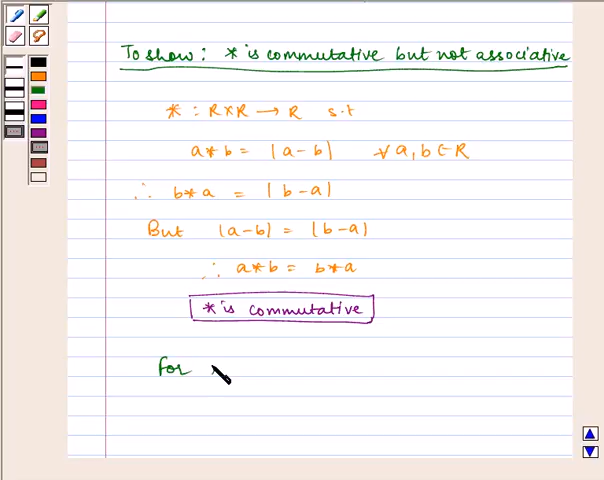 To show: * is commutative but not associative
* : R×R → R s.t
a*b = |a-b| ∀ a, b ∈ R
∴ b*a = |b-a|
But |a-b| = |b-a|
∴ a*b = b*a
* is commutative
For